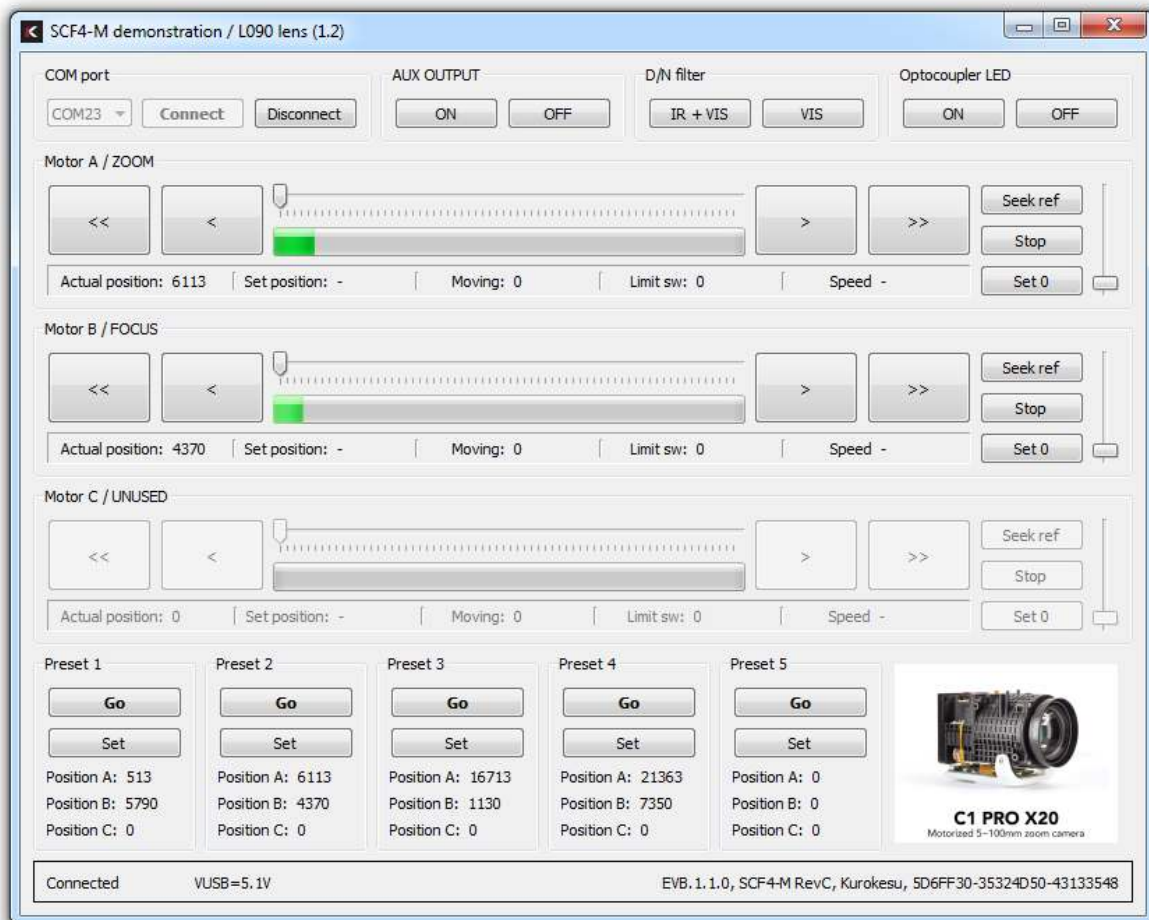 SCF4-M demonstration / L090 lens (1.2)
COM port AUX OUTPUT D/N filter Optocoupler LED
COM23 Connect Disconnect ON OFF IR + VIS VIS ON OFF
Motor A / ZOOM
<< < > >> Seek ref
Stop
Actual position: 6113 Set position: - Moving: 0 Limit sw: 0 Speed - Set 0
Motor B / FOCUS
<< < > >> Seek ref
Stop
Actual position: 4370 Set position: - Moving: 0 Limit sw: 0 Speed - Set 0
Motor C / UNUSED
<< < > >> Seek ref
Stop
Actual position: 0 Set position: - Moving: 0 Limit sw: 0 Speed - Set 0
Preset 1 Preset 2 Preset 3 Preset 4 Preset 5
Go Go Go Go Go
Set Set Set Set Set
Position A: 513 Position A: 6113 Position A: 16713 Position A: 21363 Position A: 0
Position B: 5790 Position B: 4370 Position B: 1130 Position B: 7350 Position B: 0
Position C: 0 Position C: 0 Position C: 0 Position C: 0 Position C: 0
C1 PRO X20
Motorized 5-100mm zoom camera
Connected VUSB=5.1V EVB.1.1.0, SCF4-M RevC, Kurokesu, 5D6FF30-35324D50-43133548